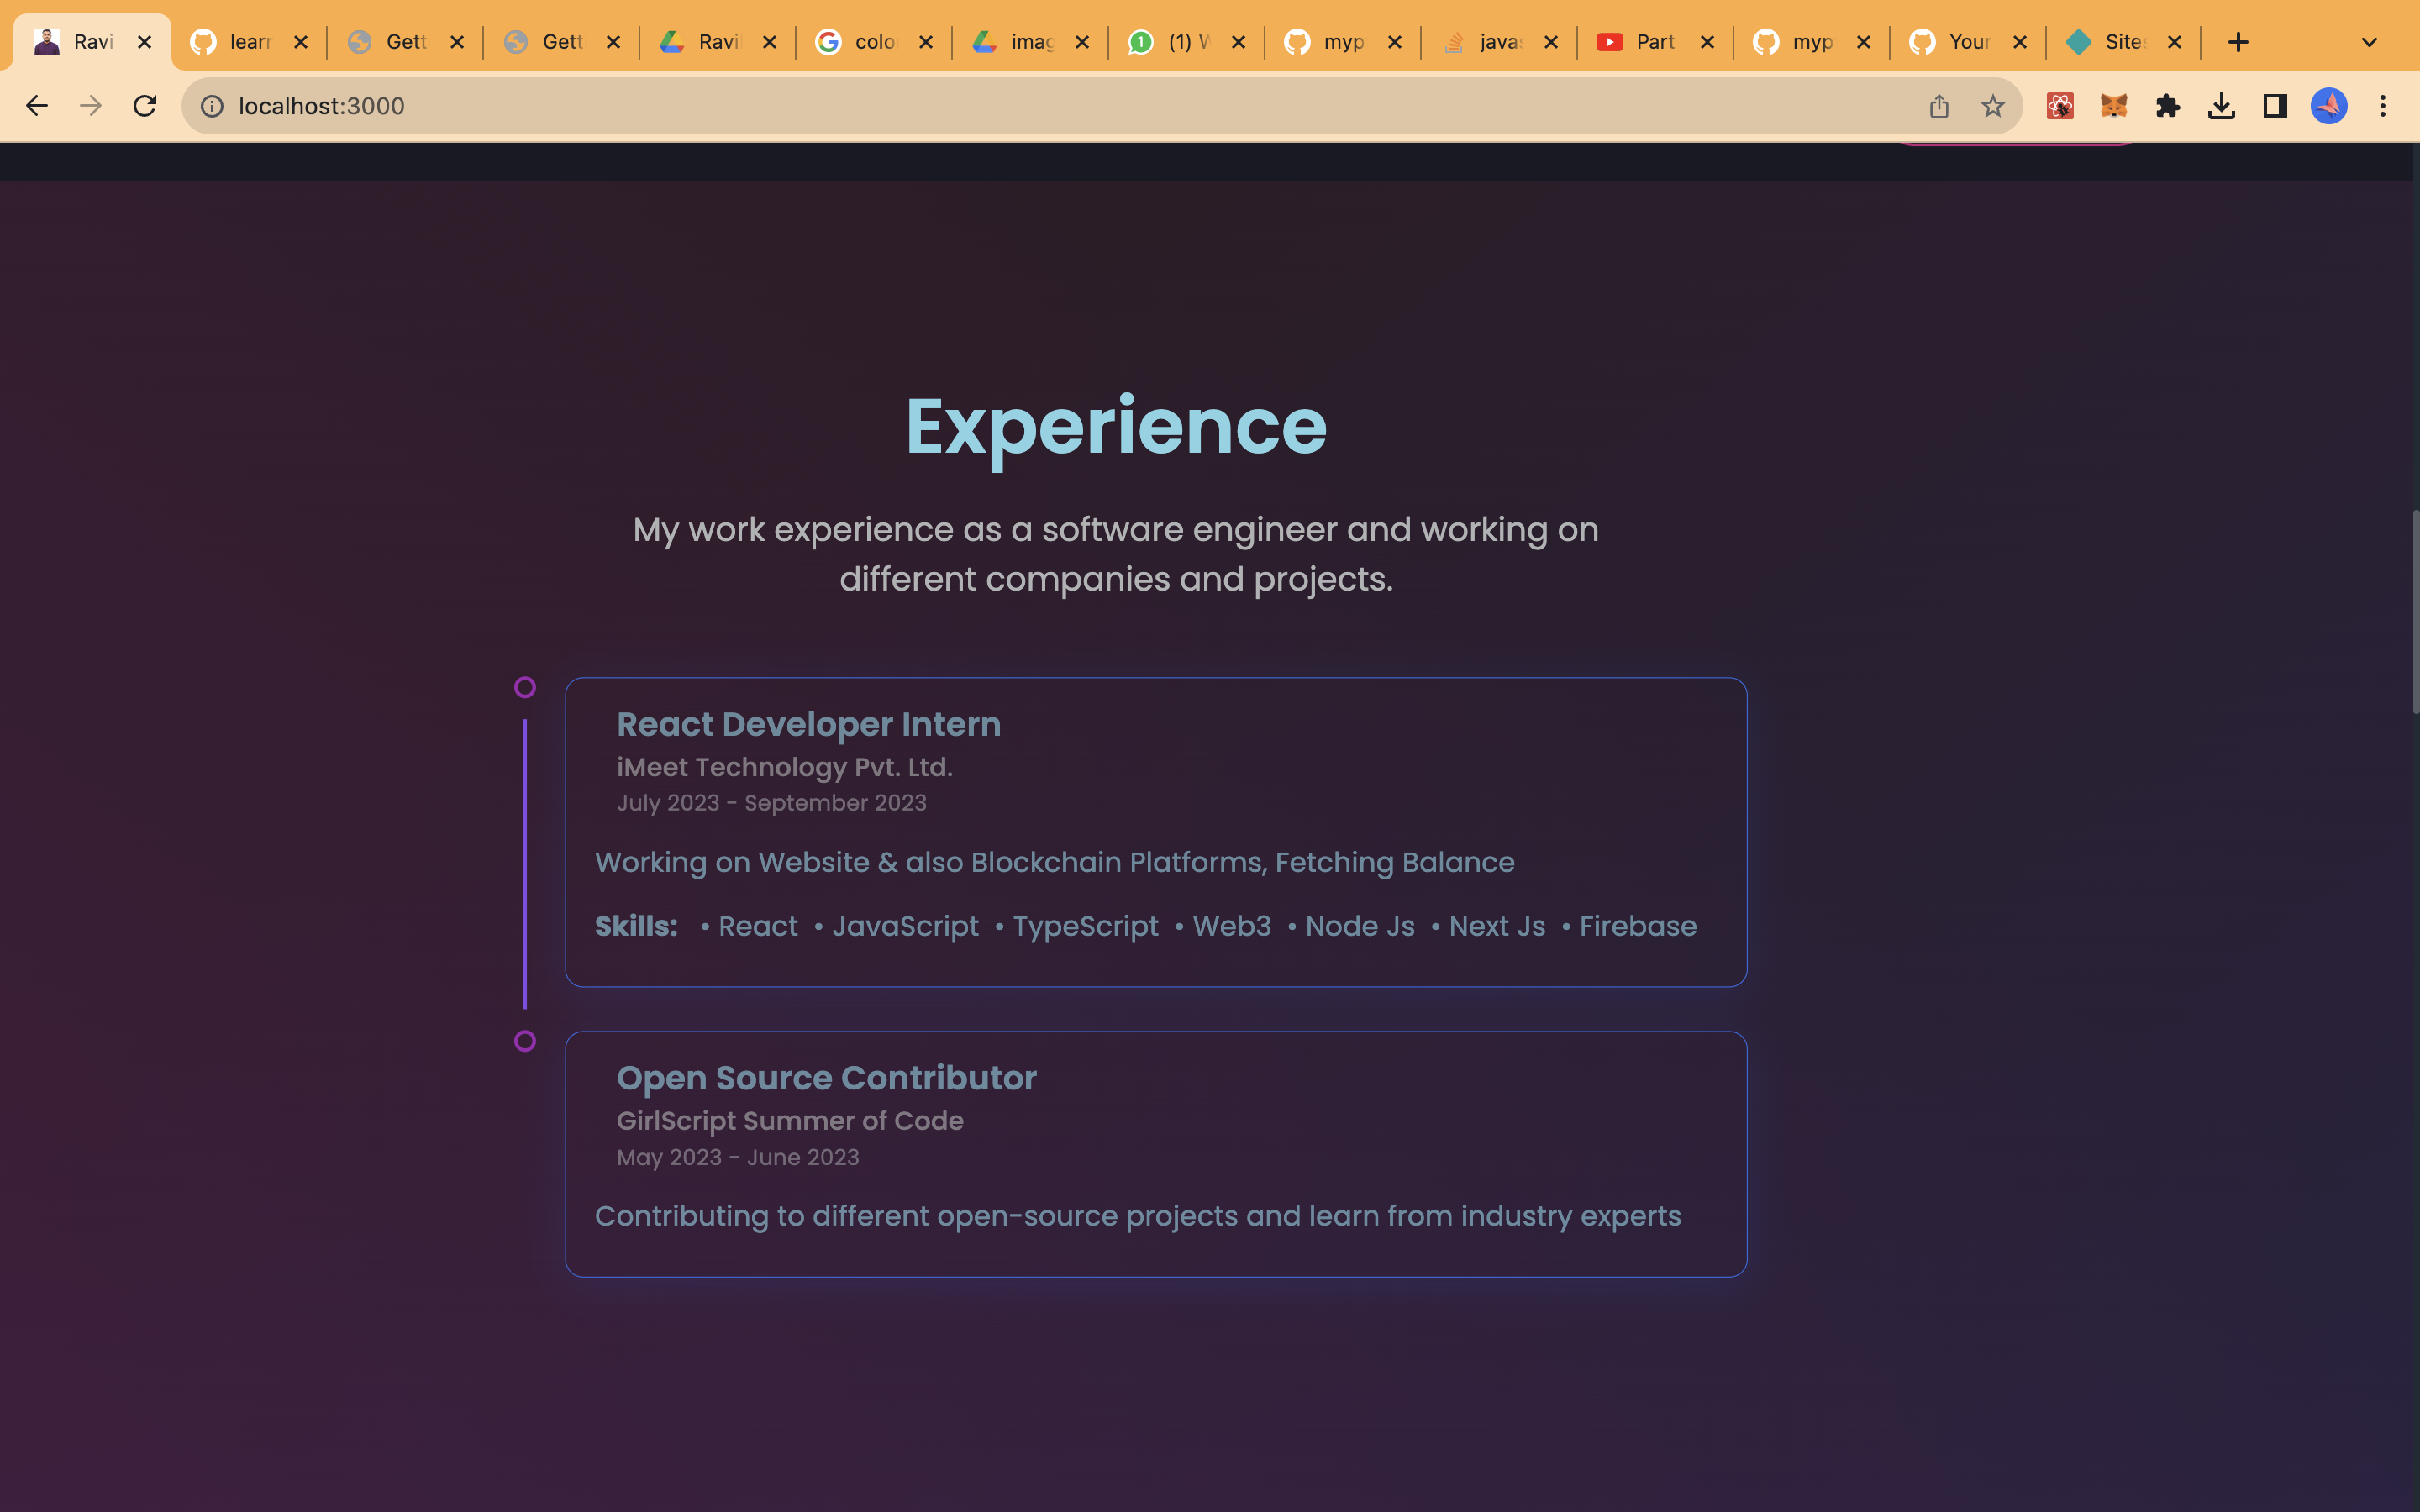 Ravi
lear
Gett
Gett
Ravi
colo
imag
(1) W
myp
java
Part
myp
Your
Site
localhost:3000
Experience
My work experience as a software engineer and working on
different companies and projects.
React Developer Intern
iMeet Technology Pvt. Ltd.
July 2023 - September 2023
Working on Website & also Blockchain Platforms, Fetching Balance
Skills: • React • JavaScript • TypeScript • Web3 • Node Js • Next Js • Firebase
Open Source Contributor
GirlScript Summer of Code
May 2023 - June 2023
Contributing to different open-source projects and learn from industry experts